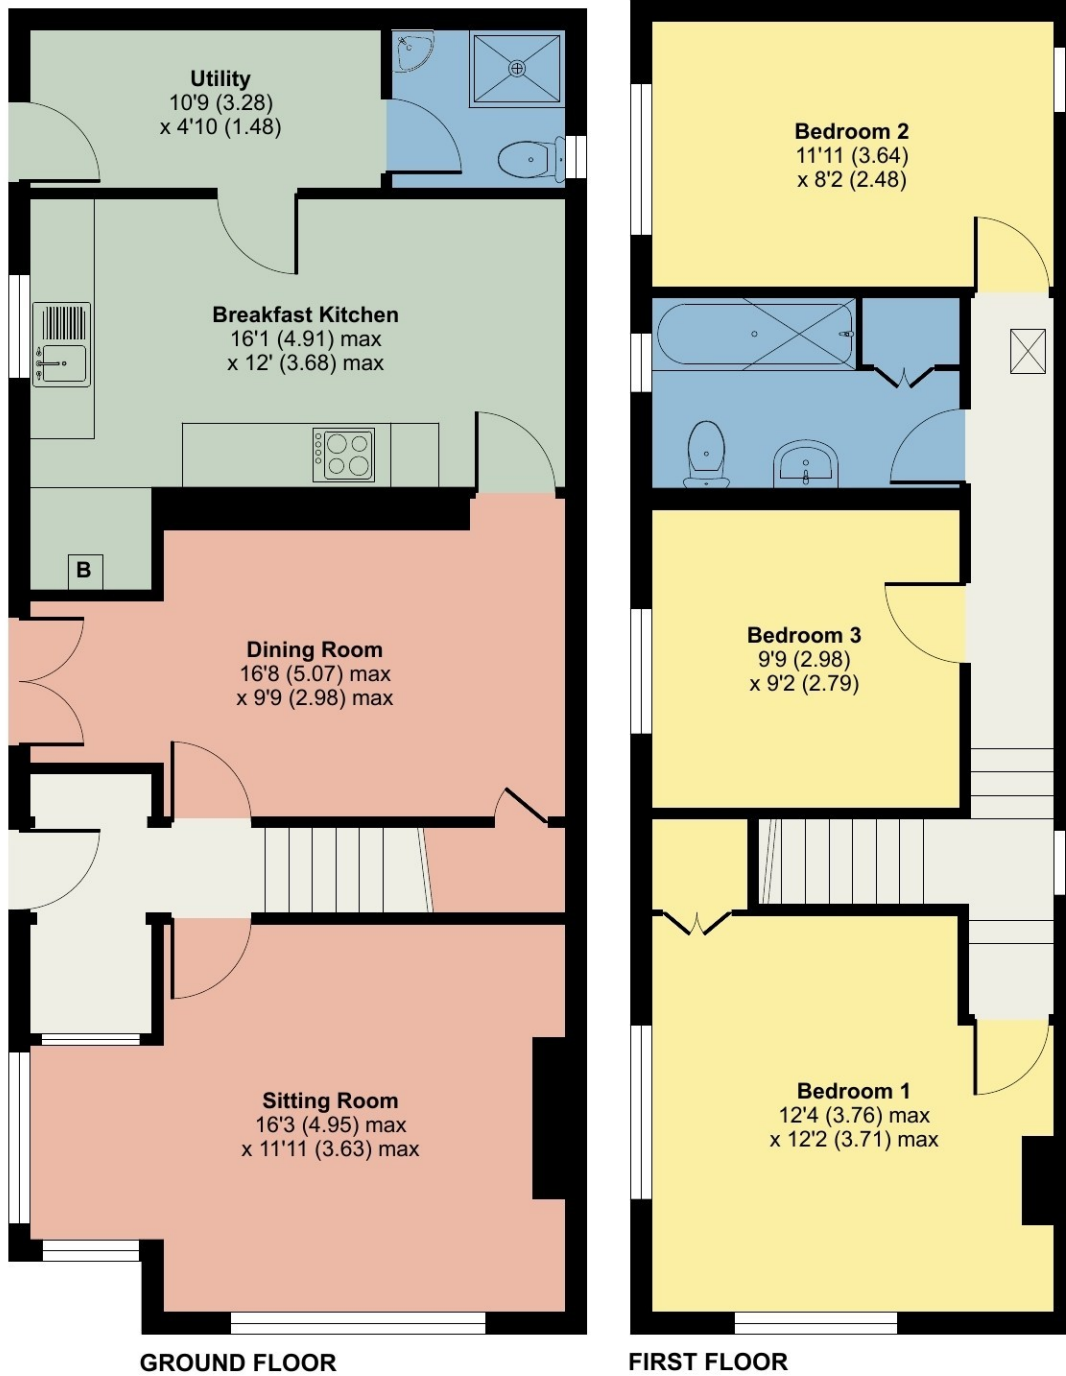 Utility
10'9 (3.28)
x 4'10 (1.48)
Breakfast Kitchen
16'1 (4.91) max
x 12' (3.68) max
B
Dining Room
16'8 (5.07) max
x 9'9 (2.98) max
Sitting Room
16'3 (4.95) max
x 11'11 (3.63) max
GROUND FLOOR
Bedroom 2
11'11 (3.64)
x 8'2 (2.48)
Bedroom 3
9'9 (2.98)
x 9'2 (2.79)
Bedroom 1
12'4 (3.76) max
x 12'2 (3.71) max
FIRST FLOOR